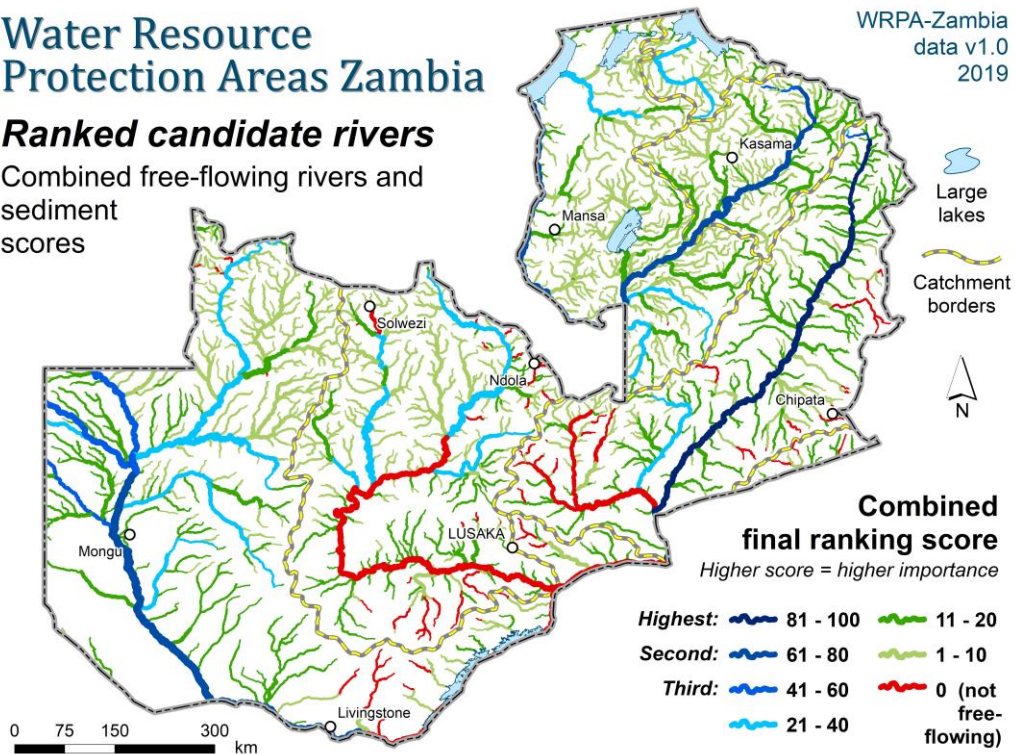 Water Resource
Protection Areas Zambia
Ranked candidate rivers
Combined free-flowing rivers and
sediment
scores
WRPA-Zambia
data v1.0
2019
Large
lakes
Catchment
borders
N
Kasama
Mansa
Solwezi
Ndola
Chipata
LUSAKA
Mongu
Livingstone
Combined
final ranking score
Higher score = higher importance
Highest: 81 - 100
Second: 61 - 80
Third: 41 - 60
21 - 40
11 - 20
1 - 10
0 (not
free-
flowing)
0 75 150 300
km